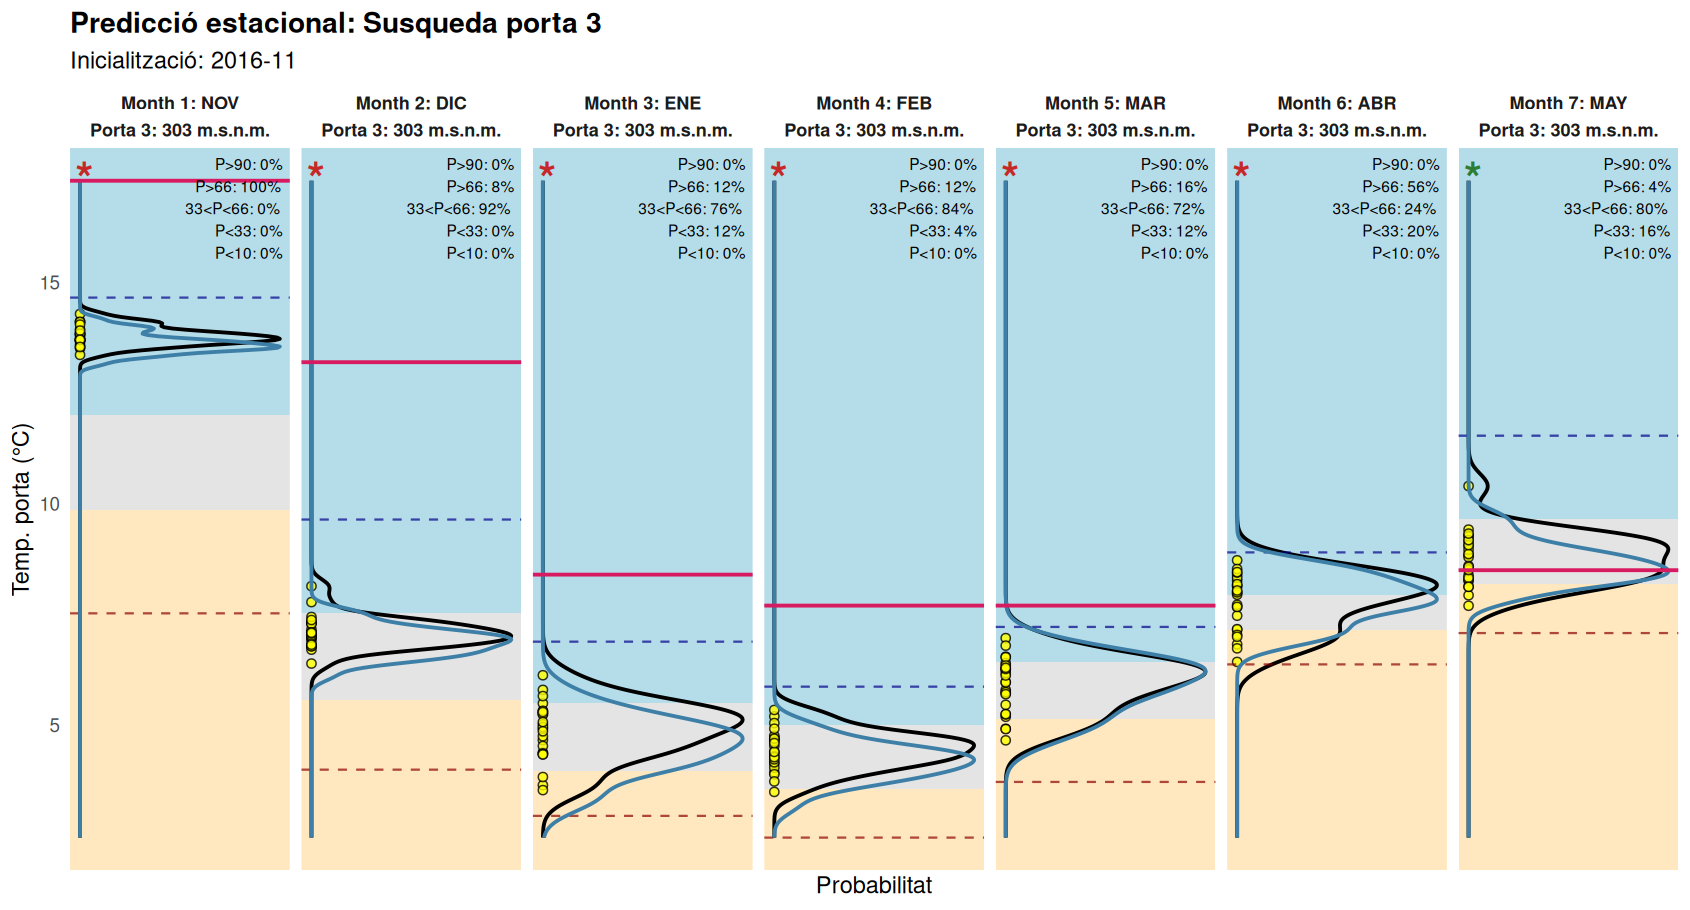 Predicció estacional: Susqueda porta 3
Inicialització: 2016-11
Month 1: NOV
Porta 3: 303 m.s.n.m.
Month 2: DIC
Porta 3: 303 m.s.n.m.
Month 3: ENE
Porta 3: 303 m.s.n.m.
Month 4: FEB
Porta 3: 303 m.s.n.m.
Month 5: MAR
Porta 3: 303 m.s.n.m.
Month 6: ABR
Porta 3: 303 m.s.n.m.
Month 7: MAY
Porta 3: 303 m.s.n.m.
*
P>90: 0%
P>66: 100%
33<P<66: 0%
P<33: 0%
P<10: 0%
*
P>90: 0%
P>66: 8%
33<P<66: 92%
P<33: 0%
P<10: 0%
*
P>90: 0%
P>66: 12%
33<P<66: 76%
P<33: 12%
P<10: 0%
*
P>90: 0%
P>66: 12%
33<P<66: 84%
P<33: 4%
P<10: 0%
*
P>90: 0%
P>66: 16%
33<P<66: 72%
P<33: 12%
P<10: 0%
*
P>90: 0%
P>66: 56%
33<P<66: 24%
P<33: 20%
P<10: 0%
*
P>90: 0%
P>66: 4%
33<P<66: 80%
P<33: 16%
P<10: 0%
15
10
5
Temp. porta (°C)
Probabilitat